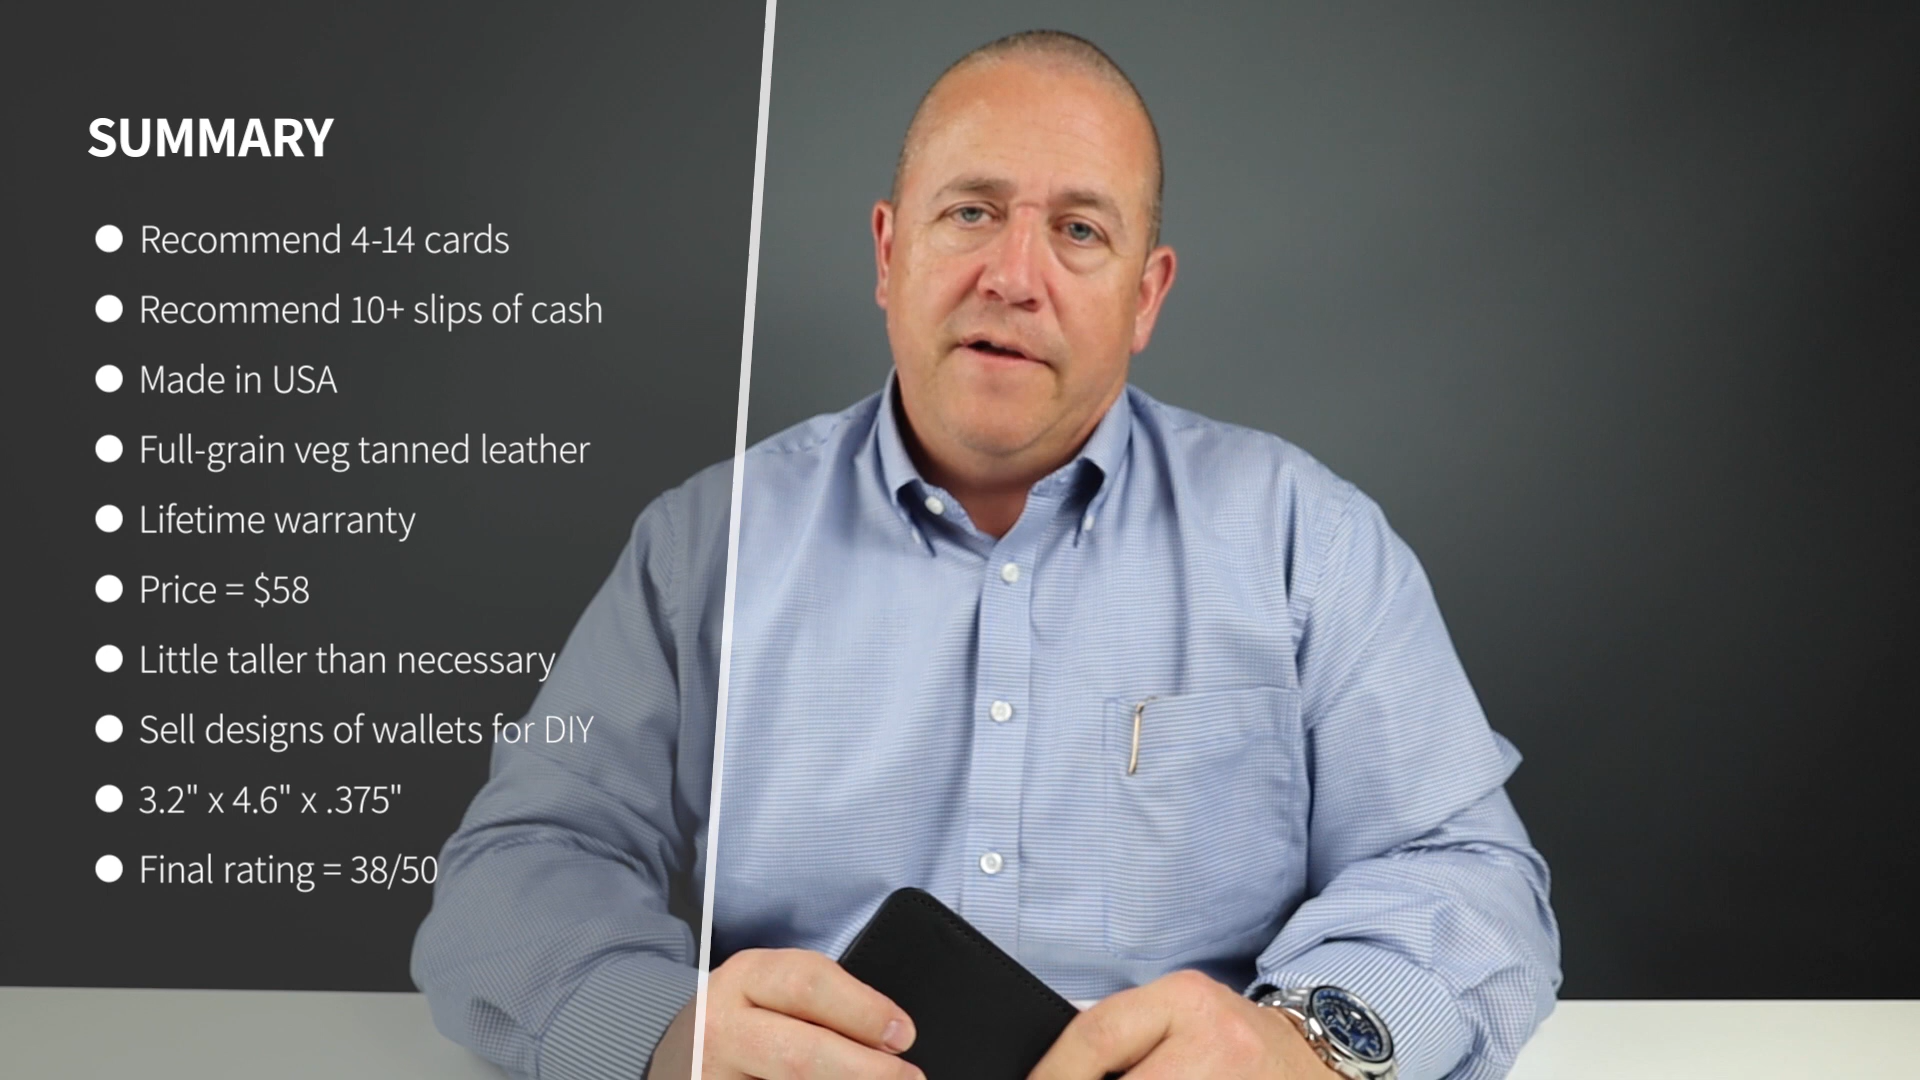 SUMMARY
Recommend 4-14 cards
Recommend 10+ slips of cash
Made in USA
Full-grain veg tanned leather
Lifetime warranty
Price = $58
Little taller than necessary
Sell designs of wallets for DIY
3.2" x 4.6" x .375"
Final rating = 38/50